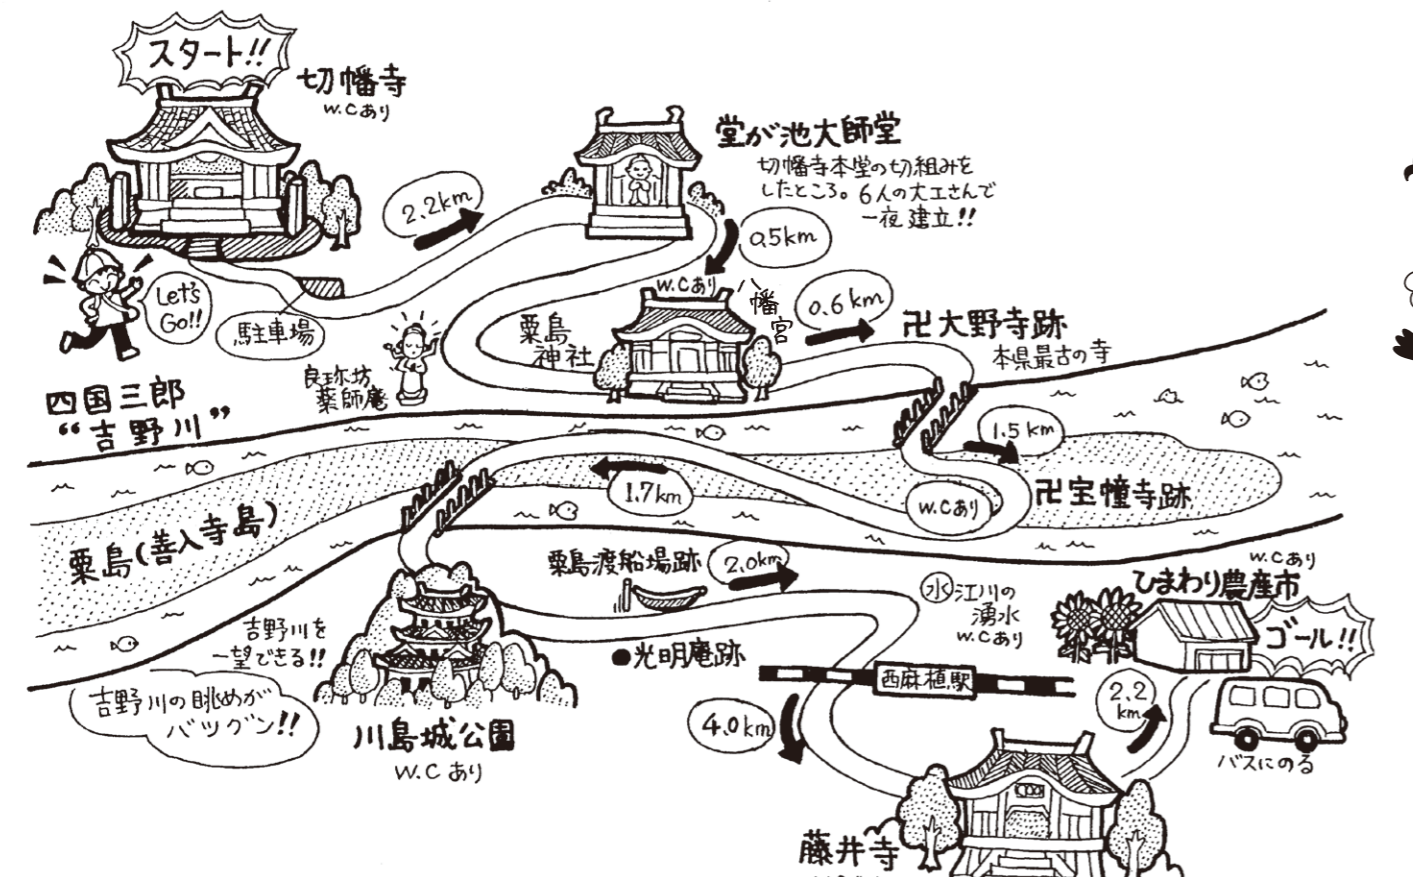 スタート!!
切幡寺
W.Cあり
堂が池大師堂
切幡寺本堂の切組みを
したところ。6人の大工さんで
一夜建立!!
2.2km
0.5km
Let's
Go!!
駐車場
W.Cあり
八幡宮
0.6km
粟島
神社
卍大野寺跡
本県最古の寺
良珎坊
薬師庵
四国三郎
“吉野川”
1.5km
1.7km
W.Cあり
卍宝幢寺跡
粟島(善入寺島)
粟島渡船場跡
2.0km
水江川の
湧水
W.Cあり
W.Cあり
ひまわり農産市
ゴール!!
吉野川を
一望できる!!
●光明庵跡
西麻植駅
吉野川の眺めが
バツグン!!
川島城公園
W.Cあり
4.0km
2.2
km
バスにのる
藤井寺